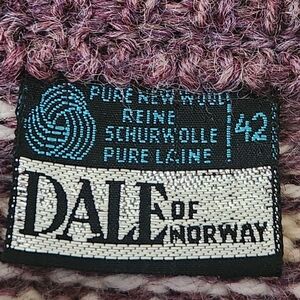 PURE NEW WOOL
REINE
SCHURWOLLE
PURE LAINE
42
DALE OF
NORWAY